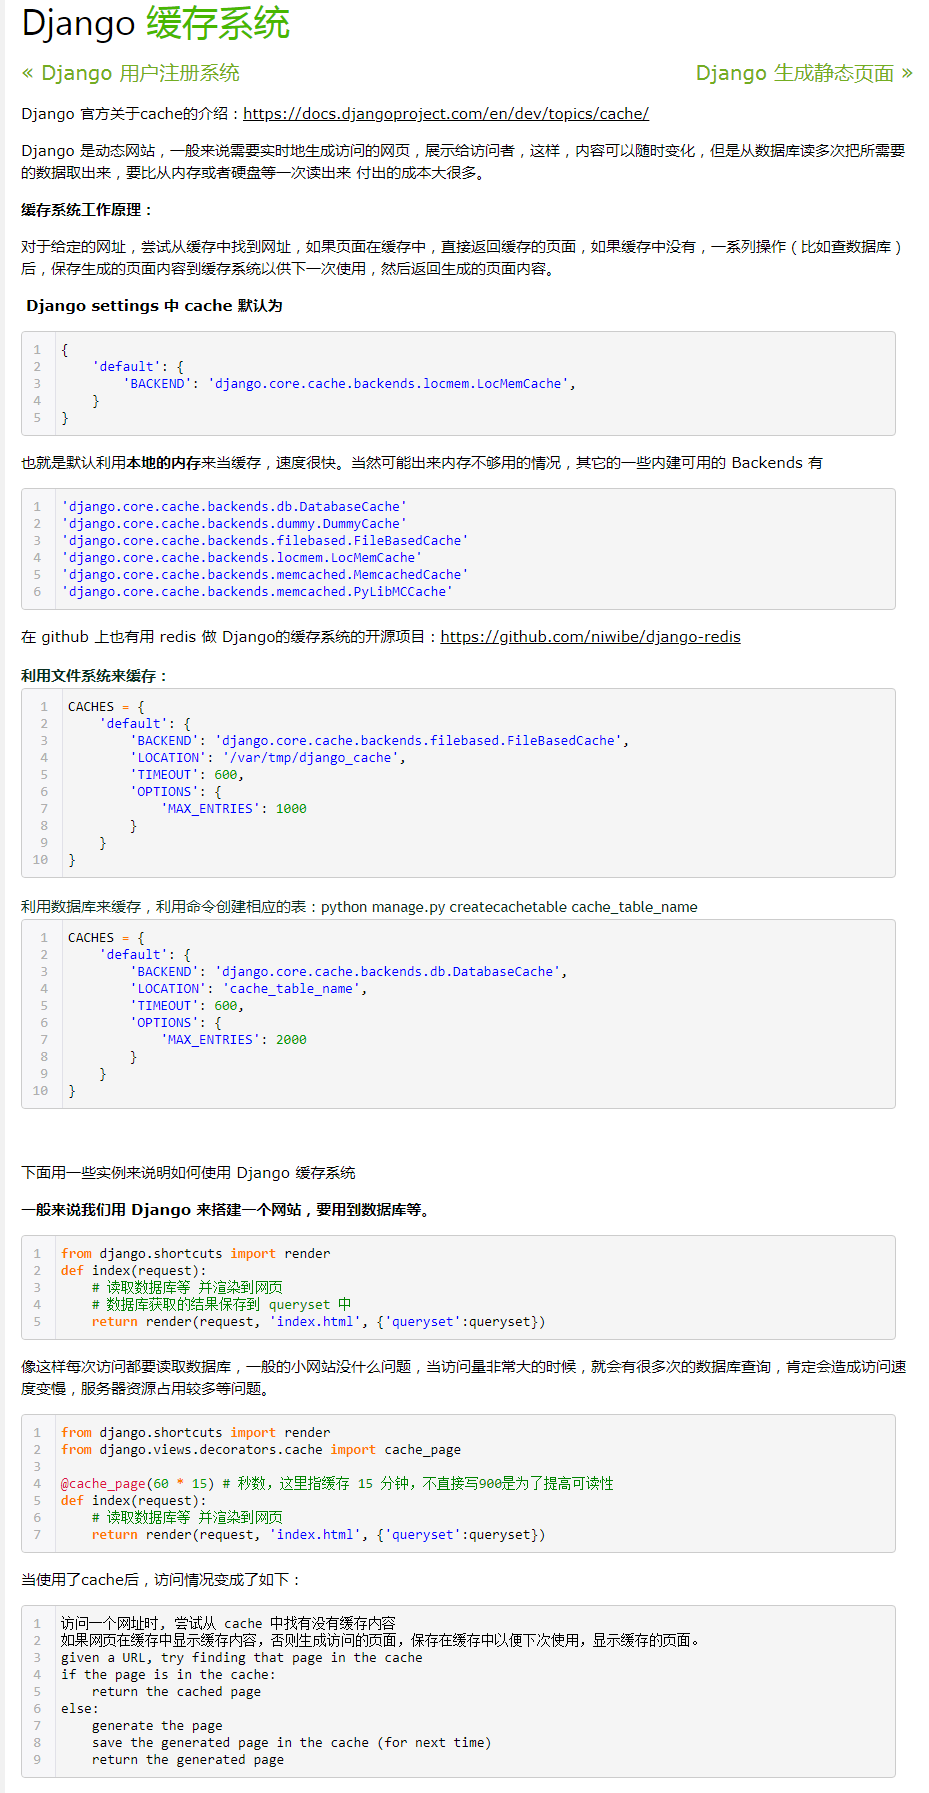 Django 缓存系统
« Django 用户注册系统
Django 生成静态页面 »
Django 官方关于cache的介绍：https://docs.djangoproject.com/en/dev/topics/cache/
Django 是动态网站，一般来说需要实时地生成访问的网页，展示给访问者，这样，内容可以随时变化，但是从数据库读多次把所需要
的数据取出来，要比从内存或者硬盘等一次读出来 付出的成本大很多。
缓存系统工作原理：
对于给定的网址，尝试从缓存中找到网址，如果页面在缓存中，直接返回缓存的页面，如果缓存中没有，一系列操作（比如查数据库）
后，保存生成的页面内容到缓存系统以供下一次使用，然后返回生成的页面内容。
Django settings 中 cache 默认为
1 {
2     'default': {
3         'BACKEND': 'django.core.cache.backends.locmem.LocMemCache',
4     }
5 }
也就是默认利用本地的内存来当缓存，速度很快。当然可能出来内存不够用的情况，其它的一些内建可用的 Backends 有
1 'django.core.cache.backends.db.DatabaseCache'
2 'django.core.cache.backends.dummy.DummyCache'
3 'django.core.cache.backends.filebased.FileBasedCache'
4 'django.core.cache.backends.locmem.LocMemCache'
5 'django.core.cache.backends.memcached.MemcachedCache'
6 'django.core.cache.backends.memcached.PyLibMCCache'
在 github 上也有用 redis 做 Django的缓存系统的开源项目：https://github.com/niwibe/django-redis
利用文件系统来缓存：
1 CACHES = {
2     'default': {
3         'BACKEND': 'django.core.cache.backends.filebased.FileBasedCache',
4         'LOCATION': '/var/tmp/django_cache',
5         'TIMEOUT': 600,
6         'OPTIONS': {
7             'MAX_ENTRIES': 1000
8         }
9     }
10 }
利用数据库来缓存，利用命令创建相应的表：python manage.py createcachetable cache_table_name
1 CACHES = {
2     'default': {
3         'BACKEND': 'django.core.cache.backends.db.DatabaseCache',
4         'LOCATION': 'cache_table_name',
5         'TIMEOUT': 600,
6         'OPTIONS': {
7             'MAX_ENTRIES': 2000
8         }
9     }
10 }
下面用一些实例来说明如何使用 Django 缓存系统
一般来说我们用 Django 来搭建一个网站，要用到数据库等。
1 from django.shortcuts import render
2 def index(request):
3     # 读取数据库等 并渲染到网页
4     # 数据库获取的结果保存到 queryset 中
5     return render(request, 'index.html', {'queryset':queryset})
像这样每次访问都要读取数据库，一般的小网站没什么问题，当访问量非常大的时候，就会有很多次的数据库查询，肯定会造成访问速
度变慢，服务器资源占用较多等问题。
1 from django.shortcuts import render
2 from django.views.decorators.cache import cache_page
3
4 @cache_page(60 * 15) # 秒数，这里指缓存 15 分钟，不直接写900是为了提高可读性
5 def index(request):
6     # 读取数据库等 并渲染到网页
7     return render(request, 'index.html', {'queryset':queryset})
当使用了cache后，访问情况变成了如下：
1 访问一个网址时, 尝试从 cache 中找有没有缓存内容
2 如果网页在缓存中显示缓存内容，否则生成访问的页面，保存在缓存中以便下次使用，显示缓存的页面。
3 given a URL, try finding that page in the cache
4 if the page is in the cache:
5     return the cached page
6 else:
7     generate the page
8     save the generated page in the cache (for next time)
9     return the generated page